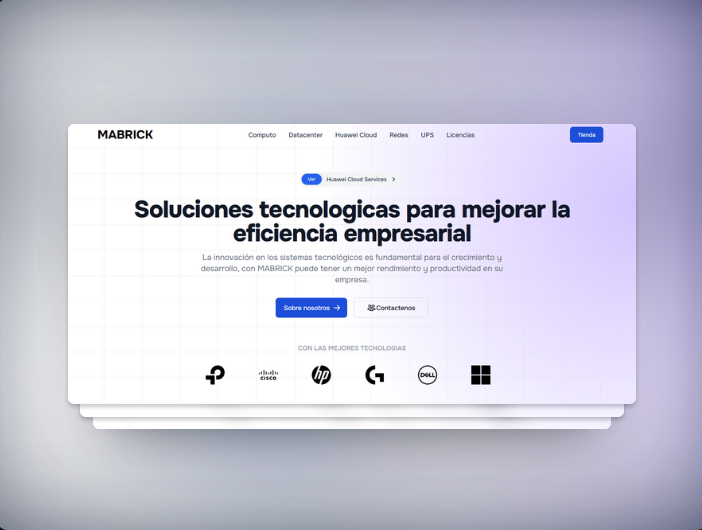 MABRICK
Computo Datacenter Huawei Cloud Redes UPS Licencias
Tienda
Ver Huawei Cloud Services
Soluciones tecnologicas para mejorar la
eficiencia empresarial
La innovación en los sistemas tecnológicos es fundamental para el crecimiento y
desarrollo, con MABRICK puede tener un mejor rendimiento y productividad en su
empresa.
Sobre nosotros
Contactenos
CON LAS MEJORES TECNOLOGIAS
CISCO hp DELL